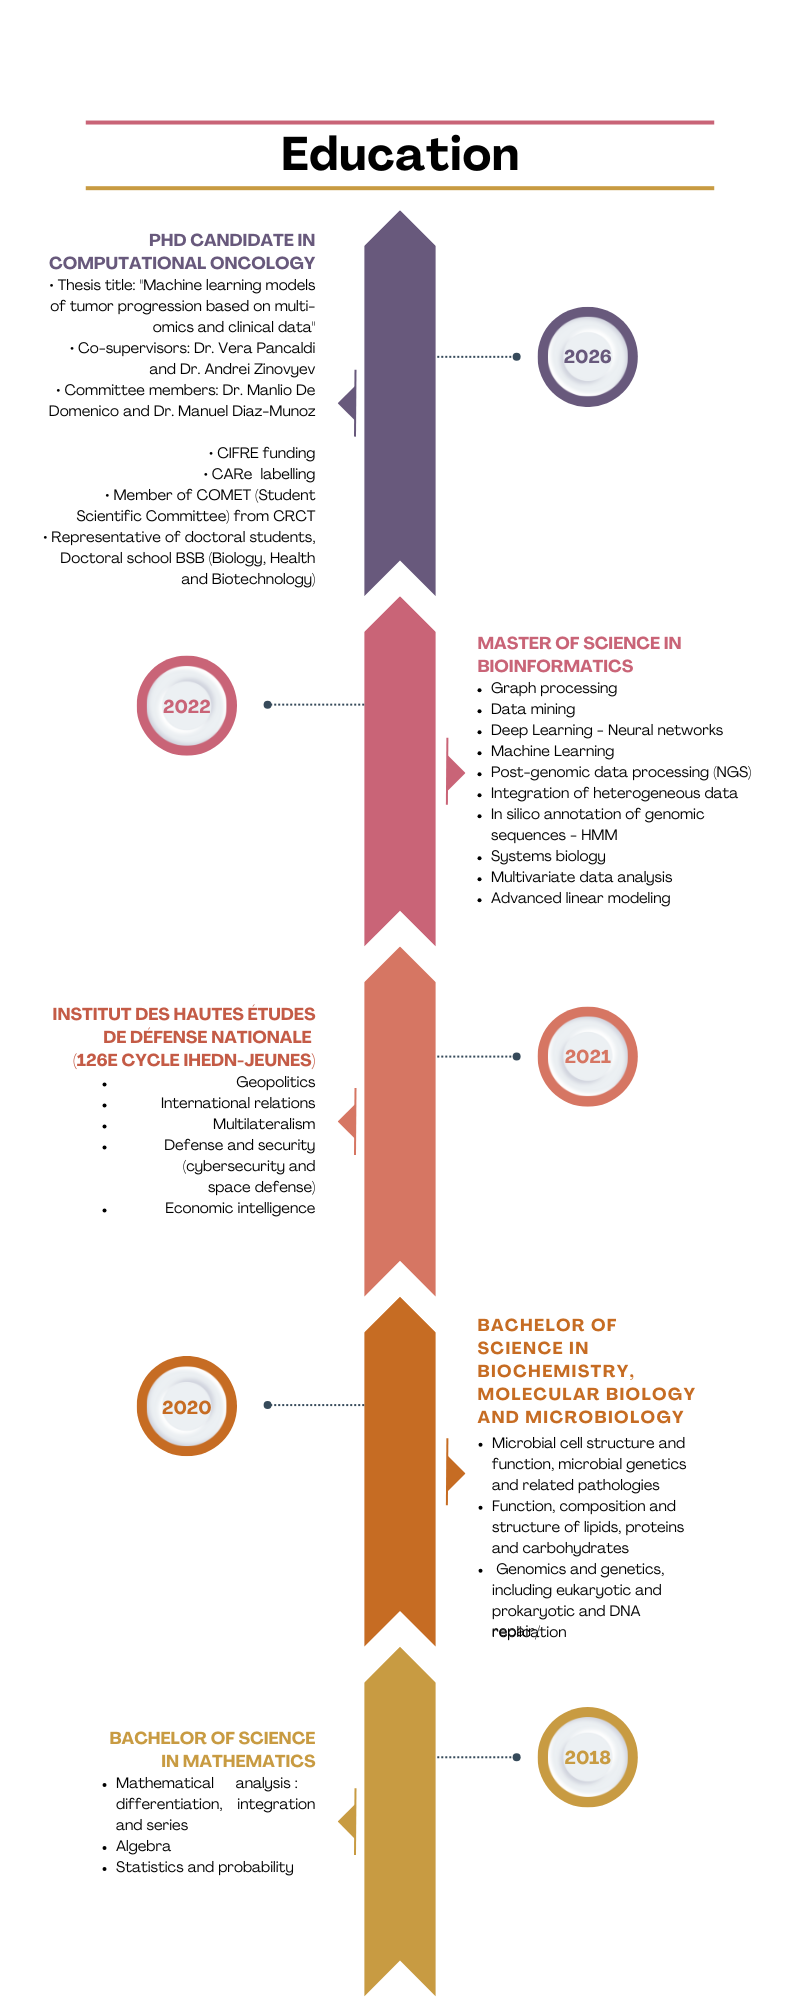 Education
PHD CANDIDATE IN
COMPUTATIONAL ONCOLOGY
• Thesis title: "Machine learning models
of tumor progression based on multi-
omics and clinical data"
• Co-supervisors: Dr. Vera Pancaldi
and Dr. Andrei Zinovyev
• Committee members: Dr. Manlio De
Domenico and Dr. Manuel Diaz-Munoz
• CIFRE funding
• CARe labelling
• Member of COMET (Student
Scientific Committee) from CRCT
• Representative of doctoral students,
Doctoral school BSB (Biology, Health
and Biotechnology)
2026
2022
MASTER OF SCIENCE IN
BIOINFORMATICS
• Graph processing
• Data mining
• Deep Learning - Neural networks
• Machine Learning
• Post-genomic data processing (NGS)
• Integration of heterogeneous data
• In silico annotation of genomic
sequences - HMM
• Systems biology
• Multivariate data analysis
• Advanced linear modeling
INSTITUT DES HAUTES ÉTUDES
DE DÉFENSE NATIONALE
(126E CYCLE IHEDN-JEUNES)
• Geopolitics
• International relations
• Multilateralism
• Defense and security
(cybersecurity and
space defense)
• Economic intelligence
2021
2020
BACHELOR OF
SCIENCE IN
BIOCHEMISTRY,
MOLECULAR BIOLOGY
AND MICROBIOLOGY
• Microbial cell structure and
function, microbial genetics
and related pathologies
• Function, composition and
structure of lipids, proteins
and carbohydrates
• Genomics and genetics,
including eukaryotic and
prokaryotic and DNA
repair/
replication
BACHELOR OF SCIENCE
IN MATHEMATICS
• Mathematical analysis :
differentiation, integration
and series
• Algebra
• Statistics and probability
2018